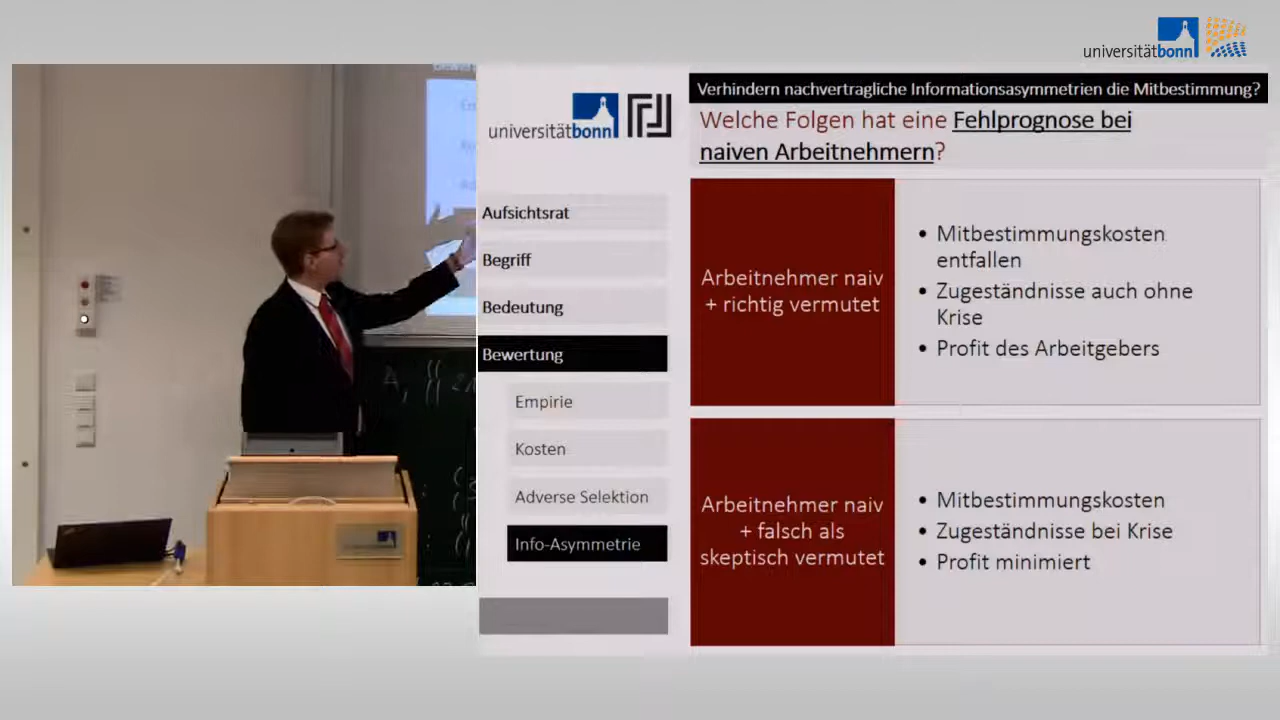 universitätbonn
universitätbonn
Verhindern nachvertragliche Informationsasymmetrien die Mitbestimmung?
Welche Folgen hat eine Fehlprognose bei
naiven Arbeitnehmern?
Aufsichtsrat
Begriff
Bedeutung
Bewertung
Empirie
Kosten
Adverse Selektion
Info-Asymmetrie
Arbeitnehmer naiv
+ richtig vermutet
• Mitbestimmungskosten
entfallen
• Zugeständnisse auch ohne
Krise
• Profit des Arbeitgebers
Arbeitnehmer naiv
+ falsch als
skeptisch vermutet
• Mitbestimmungskosten
• Zugeständnisse bei Krise
• Profit minimiert